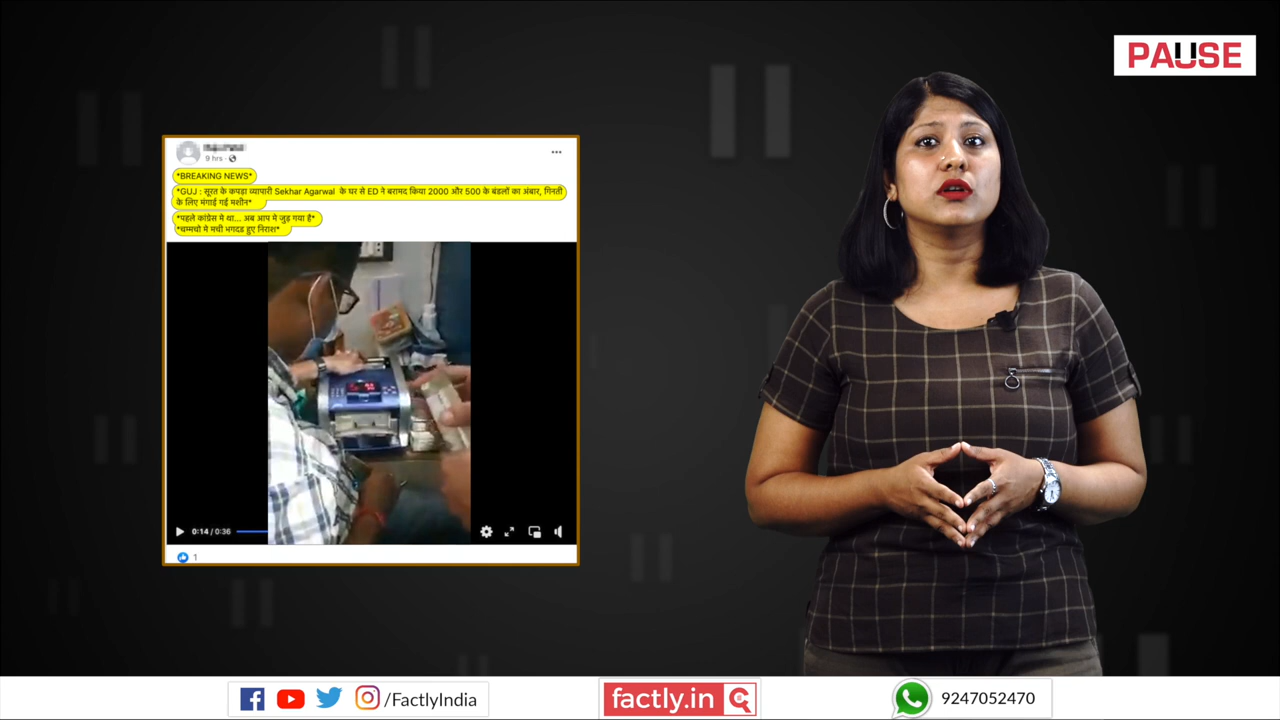 PAUSE
9 hrs
*BREAKING NEWS*
*GUJ : सूरत के कपड़ा व्यापारी Sekhar Agarwal के घर से ED ने बरामद किया 2000 और 500 के बंडलों का अंबार, गिनती
के लिए मंगाई गई मशीन*
*पहले कांग्रेस मे था... अब आप मे जुड़ गया है*
*चम्मचो मे मची भगदड हुए निराश*
0:14 / 0:36
1
/FactlyIndia
factly.in
9247052470